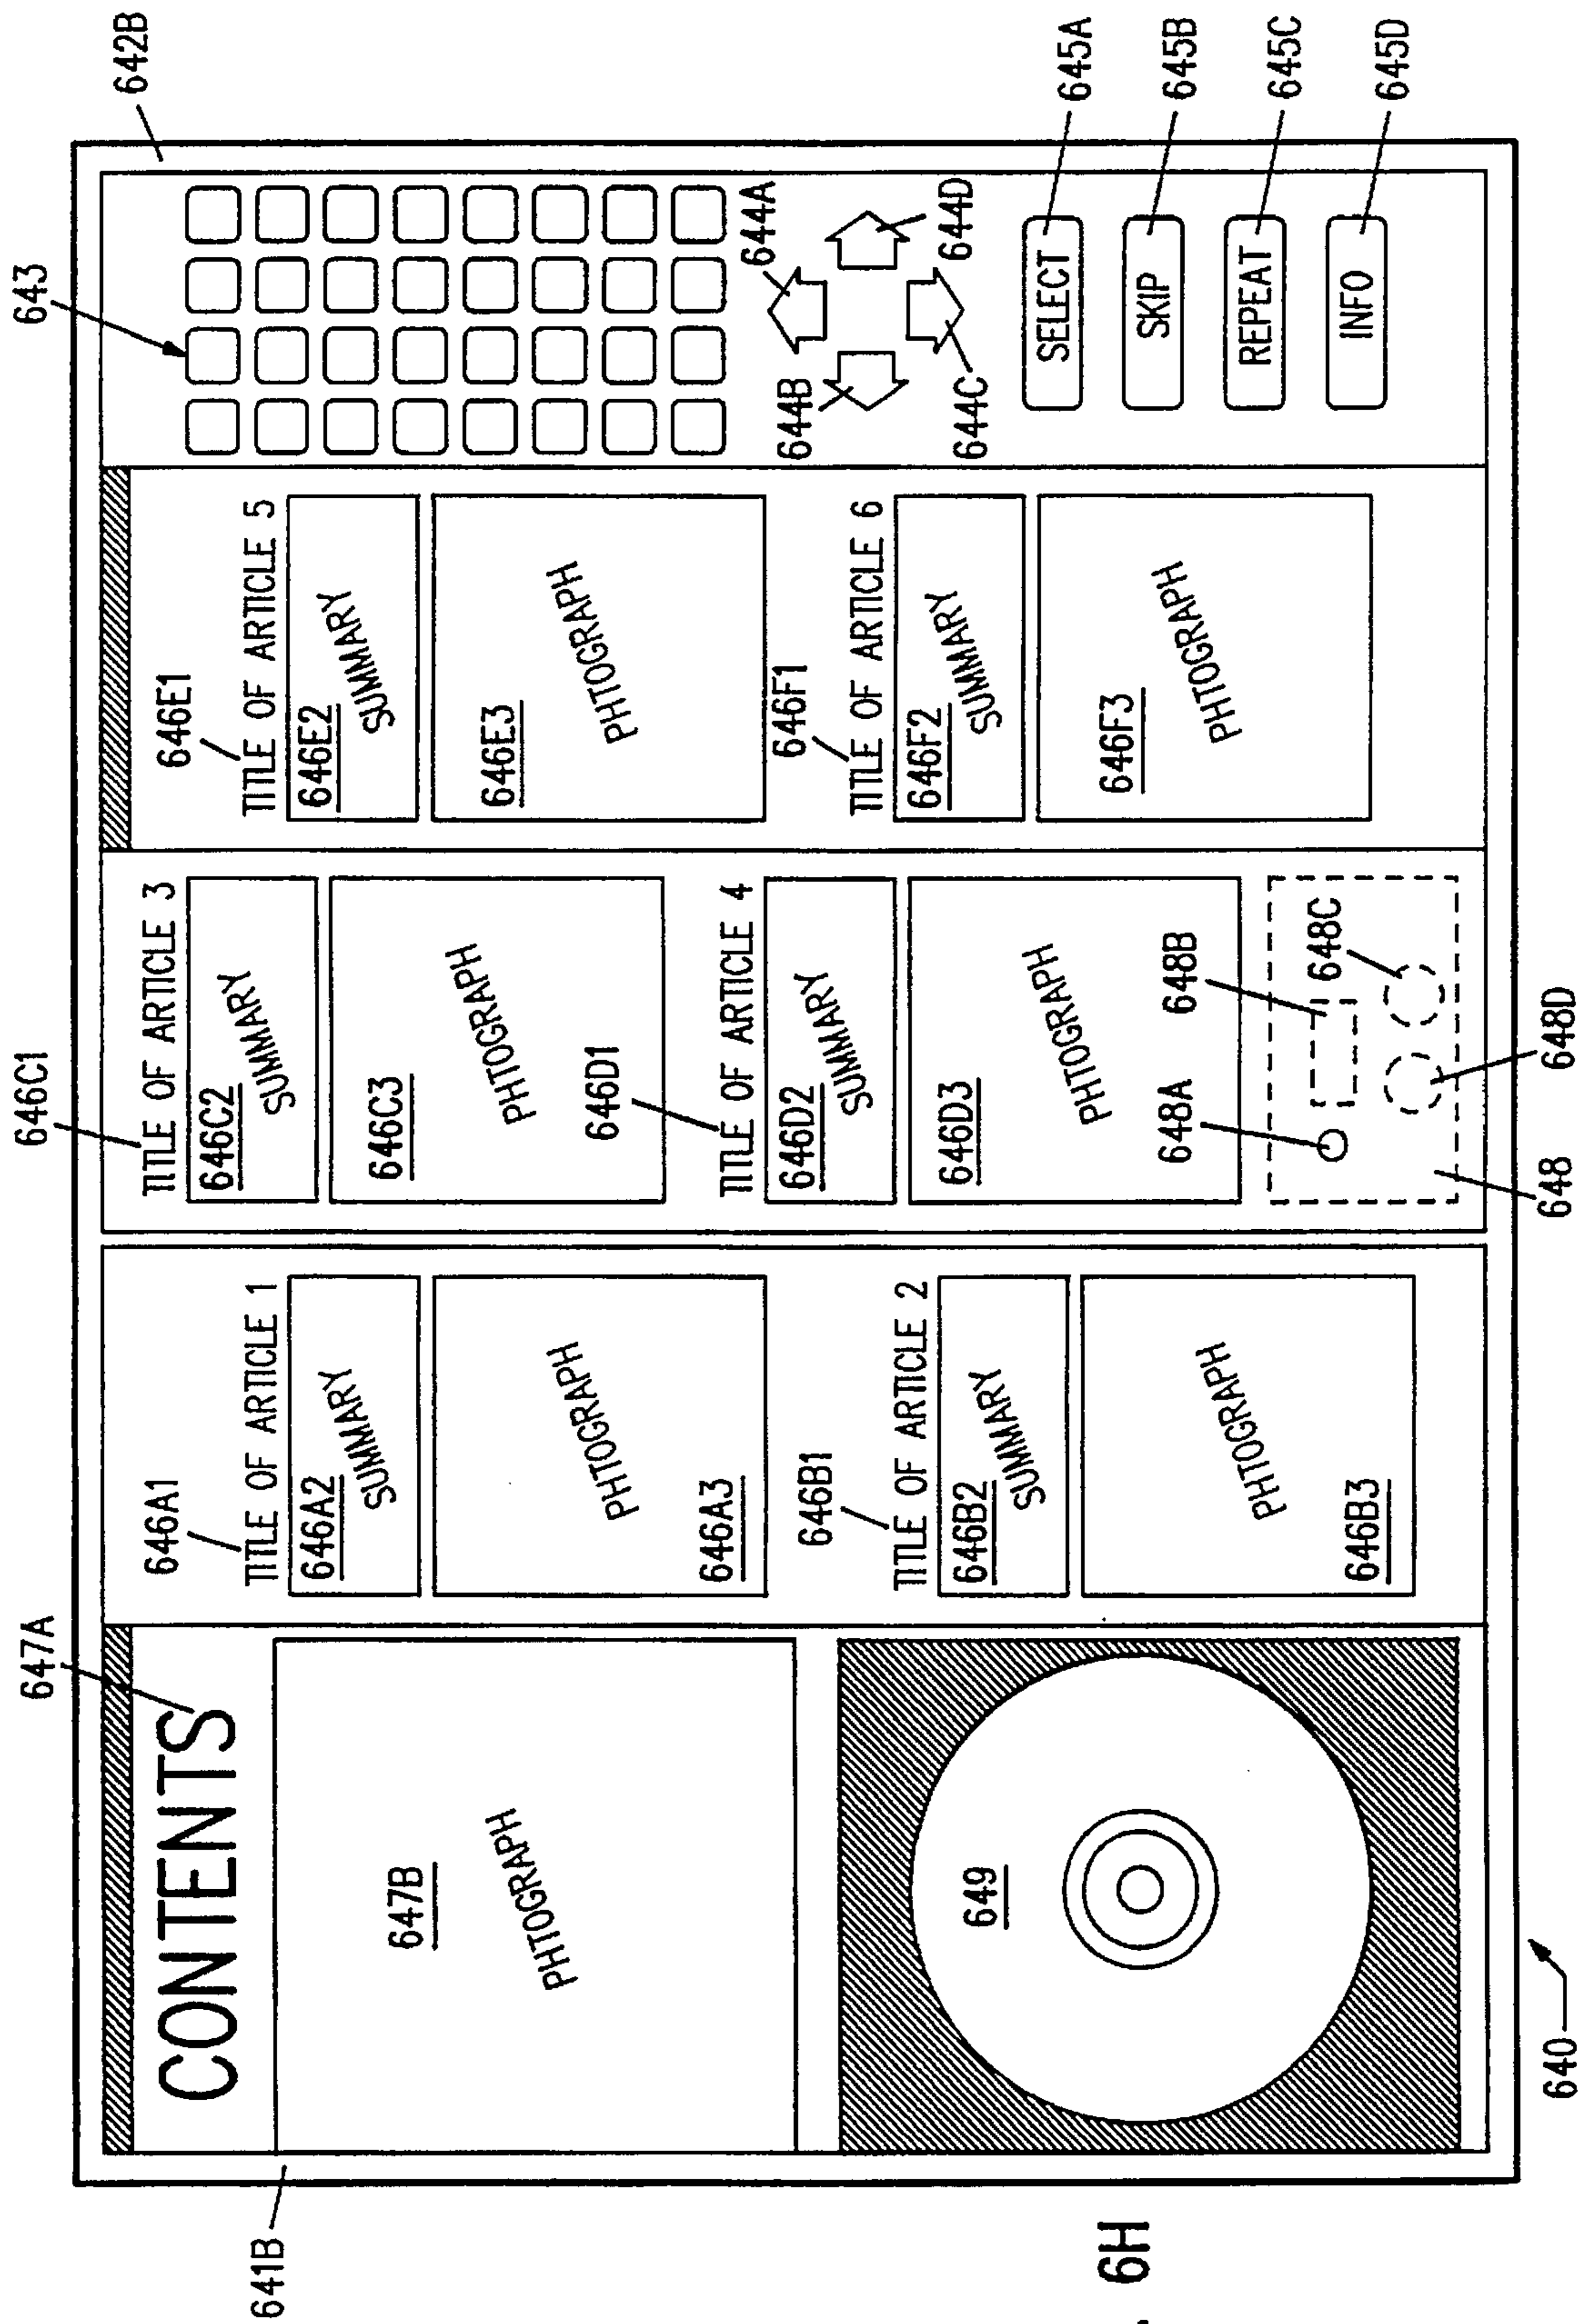 642B
643
646C1
647A
641B
CONTENTS
647B
PHTOGRAPH
649
646A1
TITLE OF ARTICLE 1
646A2
SUMMARY
PHTOGRAPH
646A3
646B1
TITLE OF ARTICLE 2
646B2
SUMMARY
PHTOGRAPH
646B3
TITLE OF ARTICLE 3
646C2
SUMMARY
646C3
PHTOGRAPH
646D1
TITLE OF ARTICLE 4
646D2
SUMMARY
646D3
PHTOGRAPH
648A
648B
648C
648
648D
646E1
TITLE OF ARTICLE 5
646E2
SUMMARY
646E3
PHTOGRAPH
646F1
TITLE OF ARTICLE 6
646F2
SUMMARY
646F3
PHTOGRAPH
644A
644B
644C
644D
SELECT
645A
SKIP
645B
REPEAT
645C
INFO
645D
640
6H